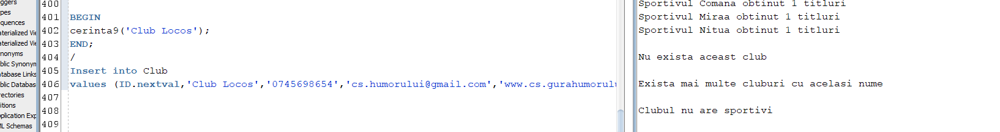 ggers
pes
quences
aterialized Vie
aterialized Vie
nonyms
blic Synonyn
tabase Links
blic Databas
rectories
itions
plication Exp
ML Schemas
400
401 BEGIN
402 cerinta9('Club Locos');
403 END;
404 /
405 Insert into Club
406 values (ID.nextval,'Club Locos','0745698654','cs.humorului@gmail.com','www.cs.gurahumorulu
407
408
409
Sportivul Comana obtinut 1 titluri
Sportivul Miraa obtinut 1 titluri
Sportivul Nitua obtinut 1 titluri
Nu exista aceast club
Exista mai multe cluburi cu acelasi nume
Clubul nu are sportivi